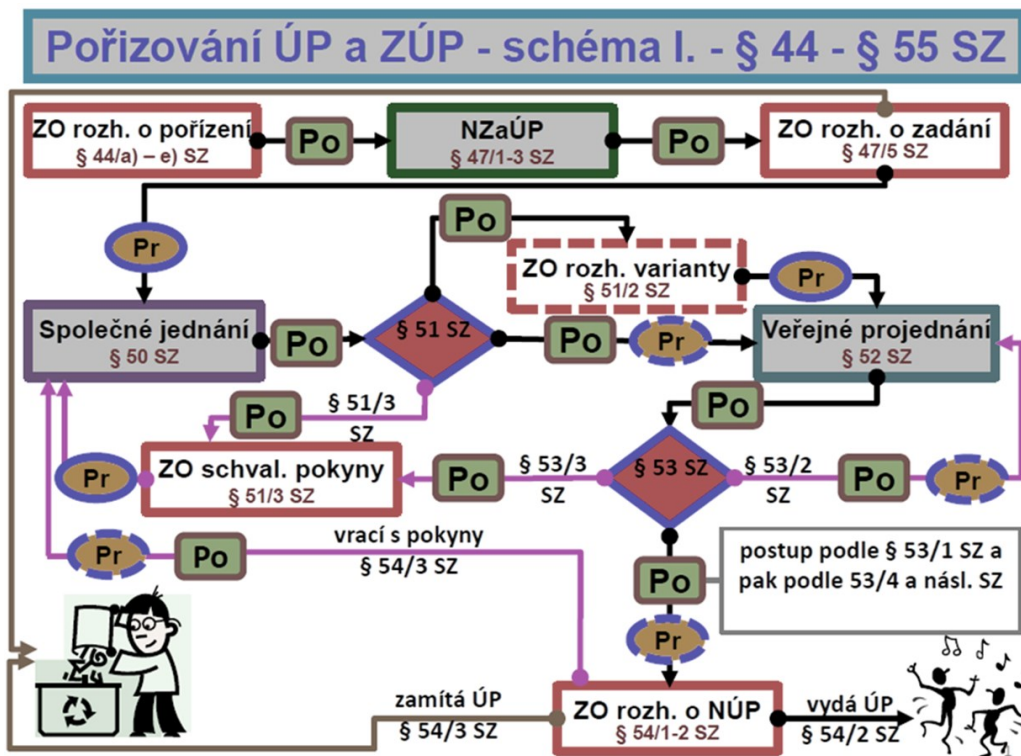 Pořizování ÚP a ZÚP - schéma I. - § 44 - § 55 SZ
ZO rozh. o pořízení
§ 44/a) – e) SZ
Po
NZaÚP
§ 47/1-3 SZ
Po
ZO rozh. o zadání
§ 47/5 SZ
Pr
Po
ZO rozh. varianty
§ 51/2 SZ
Pr
Společné jednání
§ 50 SZ
Po
§ 51 SZ
Po
Pr
Veřejné projednání
§ 52 SZ
Po
§ 51/3
SZ
Po
Pr
ZO schval. pokyny
§ 51/3 SZ
Po
§ 53/3
SZ
§ 53 SZ
§ 53/2
SZ
Po
Pr
Pr
Po
vrací s pokyny
§ 54/3 SZ
Po
postup podle § 53/1 SZ a
pak podle 53/4 a násl. SZ
Pr
zamítá ÚP
§ 54/3 SZ
ZO rozh. o NÚP
§ 54/1-2 SZ
vydá ÚP
§ 54/2 SZ